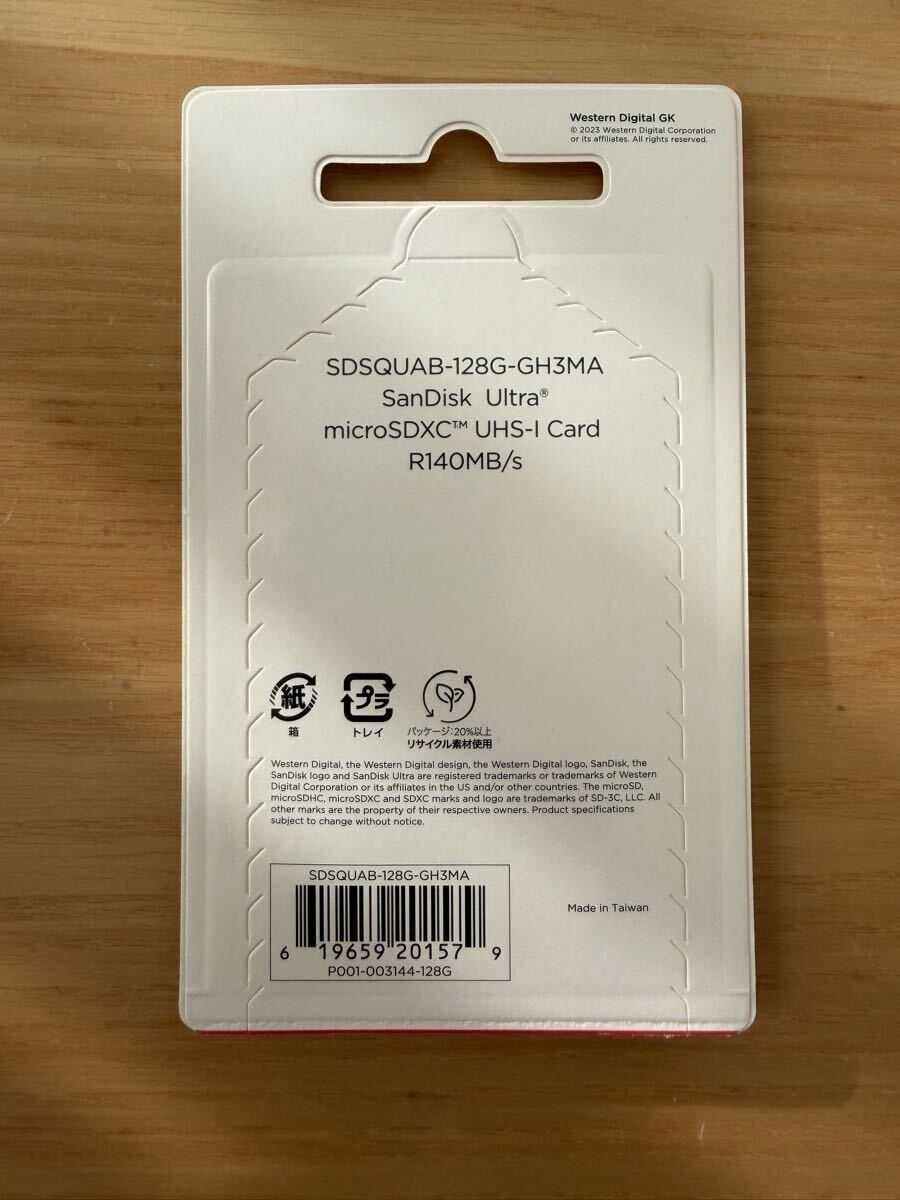 Western Digital GK
© 2023 Western Digital Corporation
or its affiliates. All rights reserved.
SDSQUAB-128G-GH3MA
SanDisk Ultra®
microSDXC™ UHS-I Card
R140MB/s
紙
箱
プラ
トレイ
パッケージ:20%以上
リサイクル素材使用
Western Digital, the Western Digital design, the Western Digital logo, SanDisk, the
SanDisk logo and SanDisk Ultra are registered trademarks or trademarks of Western
Digital Corporation or its affiliates in the US and/or other countries. The microSD,
microSDHC, microSDXC and SDXC marks and logo are trademarks of SD-3C, LLC. All
other marks are the property of their respective owners. Product specifications
subject to change without notice.
SDSQUAB-128G-GH3MA
6 19659 20157 9
P001-003144-128G
Made in Taiwan